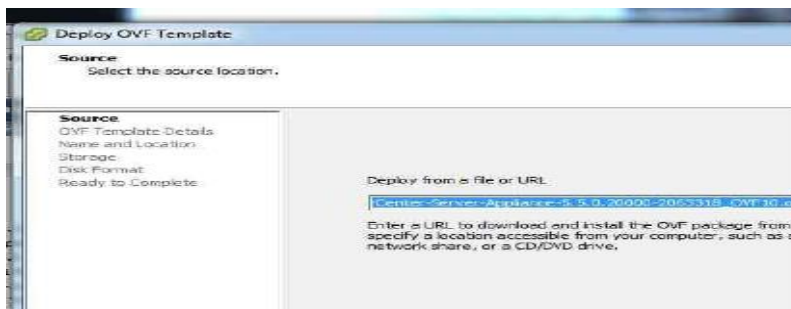 Deploy OVF Template
Source
Select the source location.
Source
OVF Template Details
Name and Location
Storage
Disk Format
Ready to Complete
Deploy from a file or URL
Center-Server-Appliance-5.5.0.20000-2063318_OVF10.o
Enter a URL to download and install the OVF package from
specify a location accessible from your computer, such as a
network share, or a CD/DVD drive.